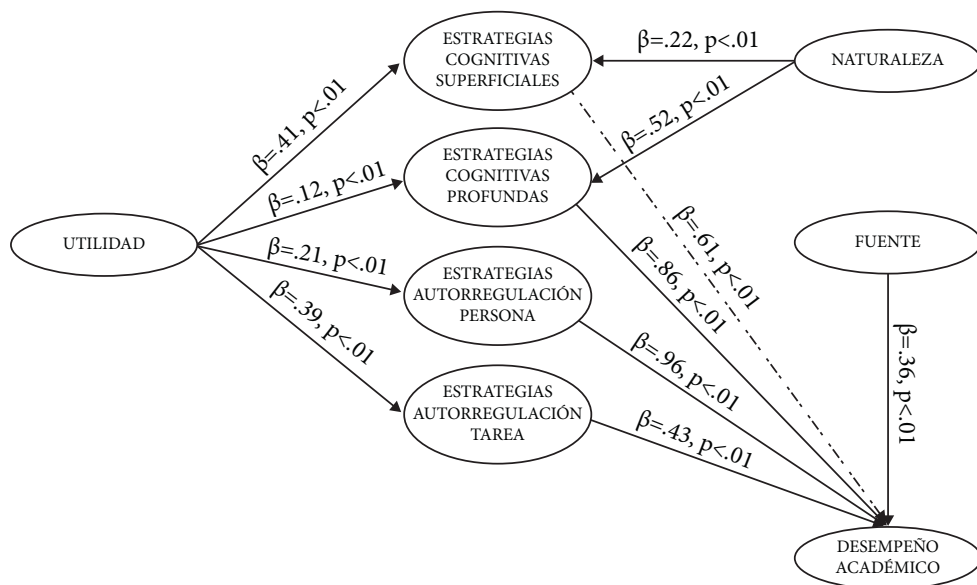 ESTRATEGIAS
COGNITIVAS
SUPERFICIALES
β=.22, p<.01
NATURALEZA
β=.41, p<.01
β=.52, p<.01
ESTRATEGIAS
COGNITIVAS
PROFUNDAS
β=.12, p<.01
UTILIDAD
β=.61, p<.01
FUENTE
β=.21, p<.01
β=.86, p<.01
ESTRATEGIAS
AUTORREGULACIÓN
PERSONA
β=.39, p<.01
β=.96, p<.01
β=.36, p<.01
ESTRATEGIAS
AUTORREGULACIÓN
TAREA
β=.43, p<.01
DESEMPEÑO
ACADÉMICO